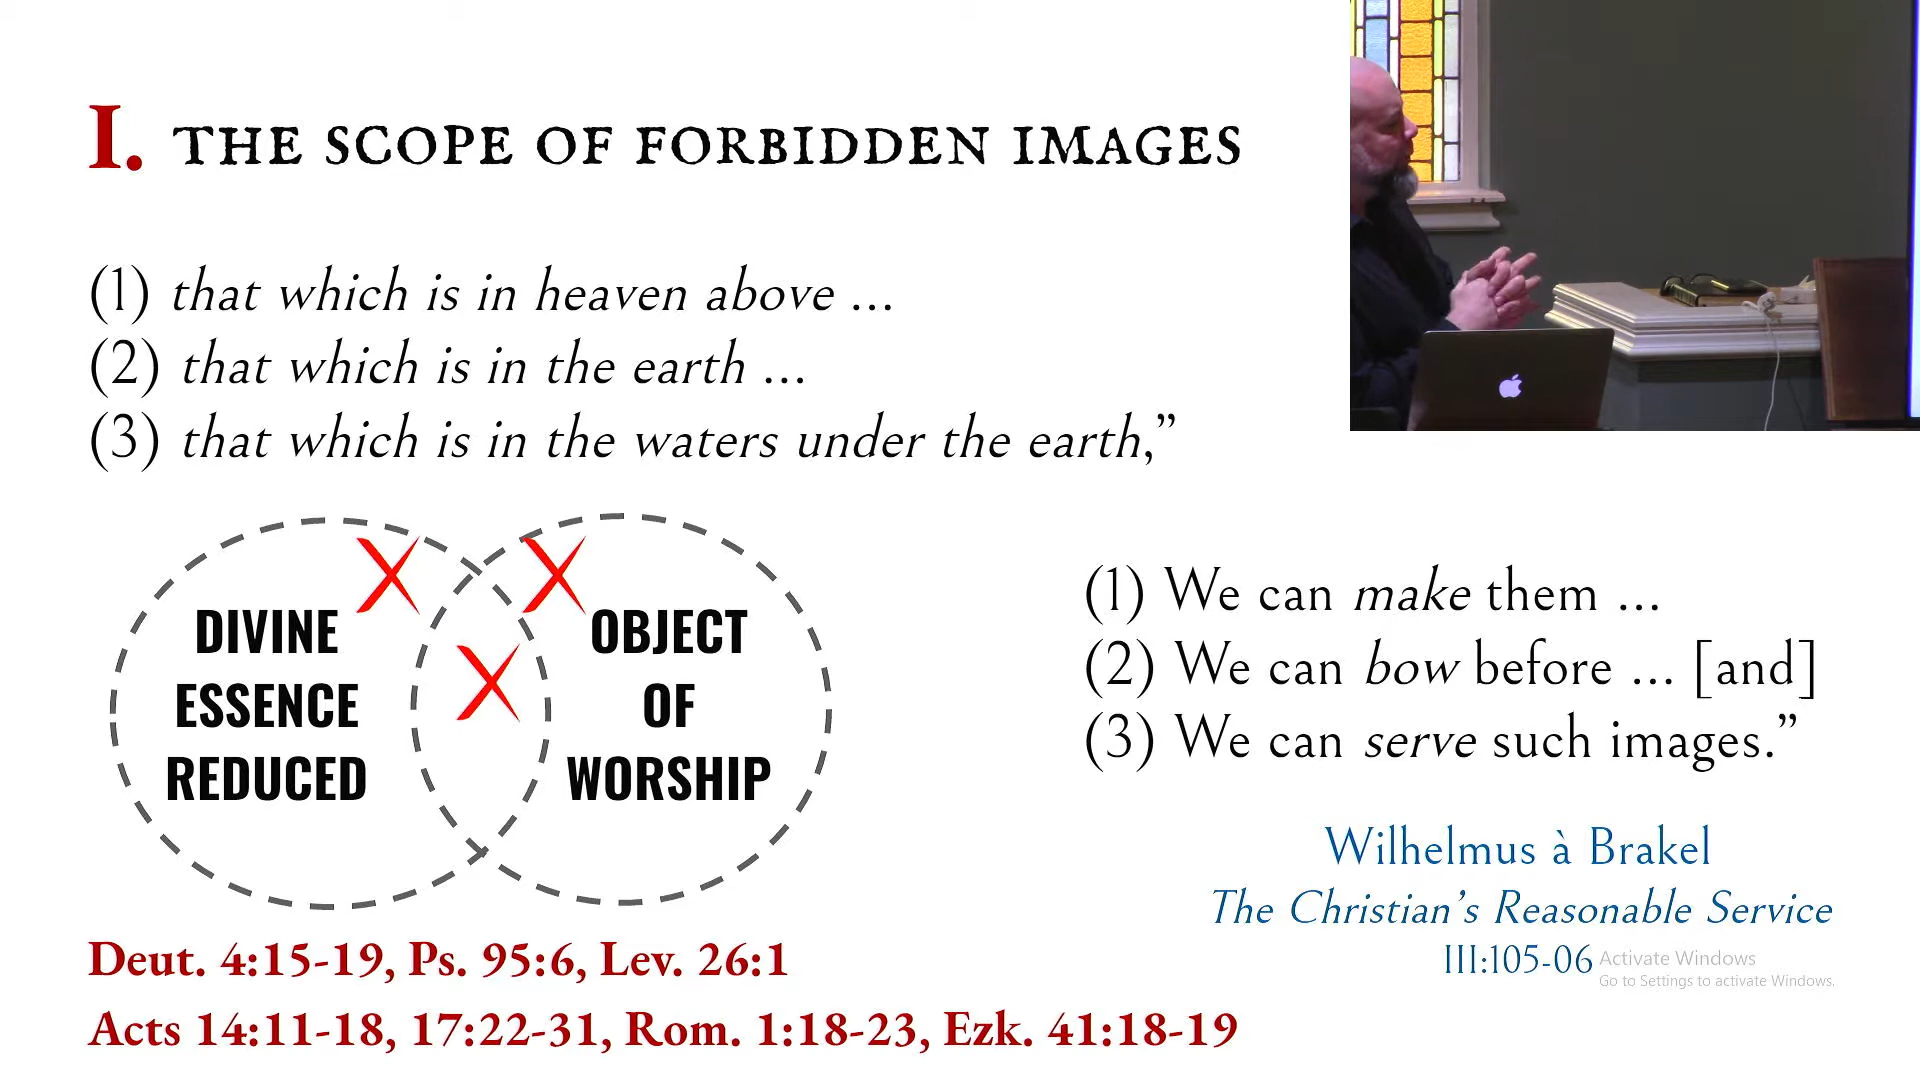 I. THE SCOPE OF FORBIDDEN IMAGES
(1) that which is in heaven above ...
(2) that which is in the earth ...
(3) that which is in the waters under the earth,”
DIVINE
ESSENCE
REDUCED
OBJECT
OF
WORSHIP
(1) We can make them ...
(2) We can bow before ... [and]
(3) We can serve such images.”
Wilhelmus à Brakel
The Christian’s Reasonable Service
III:105-06
Activate Windows
Go to Settings to activate Windows.
Deut. 4:15-19, Ps. 95:6, Lev. 26:1
Acts 14:11-18, 17:22-31, Rom. 1:18-23, Ezk. 41:18-19